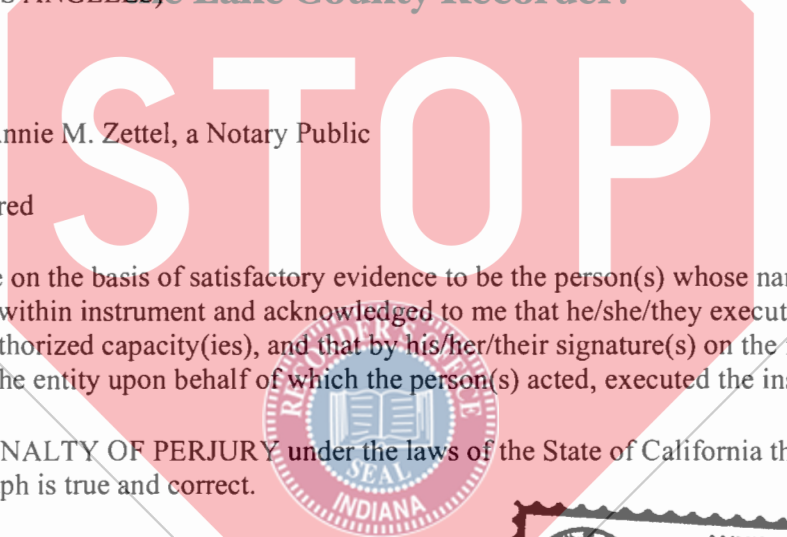 ANGELES,
Lake County Recorder!
STOP
nnie M. Zettel, a Notary Public
red
e on the basis of satisfactory evidence to be the person(s) whose nar
within instrument and acknowledged to me that he/she/they execut
thorized capacity(ies), and that by his/her/their signature(s) on the
he entity upon behalf of which the person(s) acted, executed the ins
RECORDER'S OFFICE
SEAL
INDIANA
NALTY OF PERJURY under the laws of the State of California th
ph is true and correct.